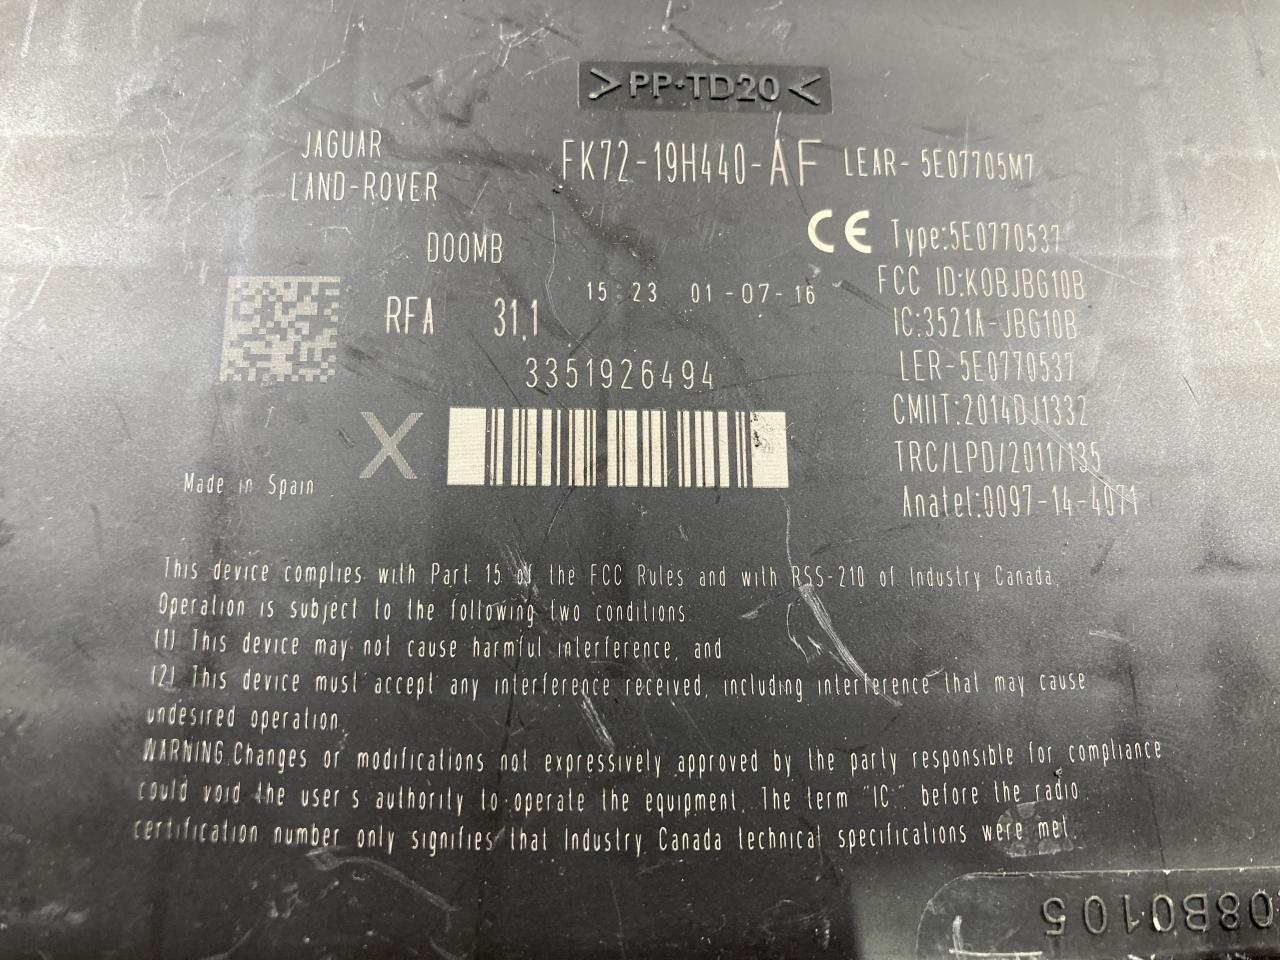 >PP-TD20<
JAGUAR
LAND-ROVER
FK72-19H440-AF
LEAR- 5E07705M7
D00MB
CE
Type:5E0770537
FCC ID:KOBJBG10B
IC:3521A-JBG10B
LER-5E0770537
CMIIT:2014DJ1332
TRC/LPD/2011/135
Anatel:0097-14-4071
15 23 01-07-16
RFA 31,1
3351926494
X
Made in Spain
This device complies with Part 15 of the FCC Rules and with RSS-210 of Industry Canada.
Operation is subject to the following two conditions:
(1) This device may not cause harmful interference, and
(2) This device must accept any interference received, including interference that may cause
undesired operation.
WARNING:Changes or modifications not expressively approved by the party responsible for compliance
could void the user's authority to operate the equipment. The term "IC:" before the radio
certification number only signifies that Industry Canada technical specifications were met.